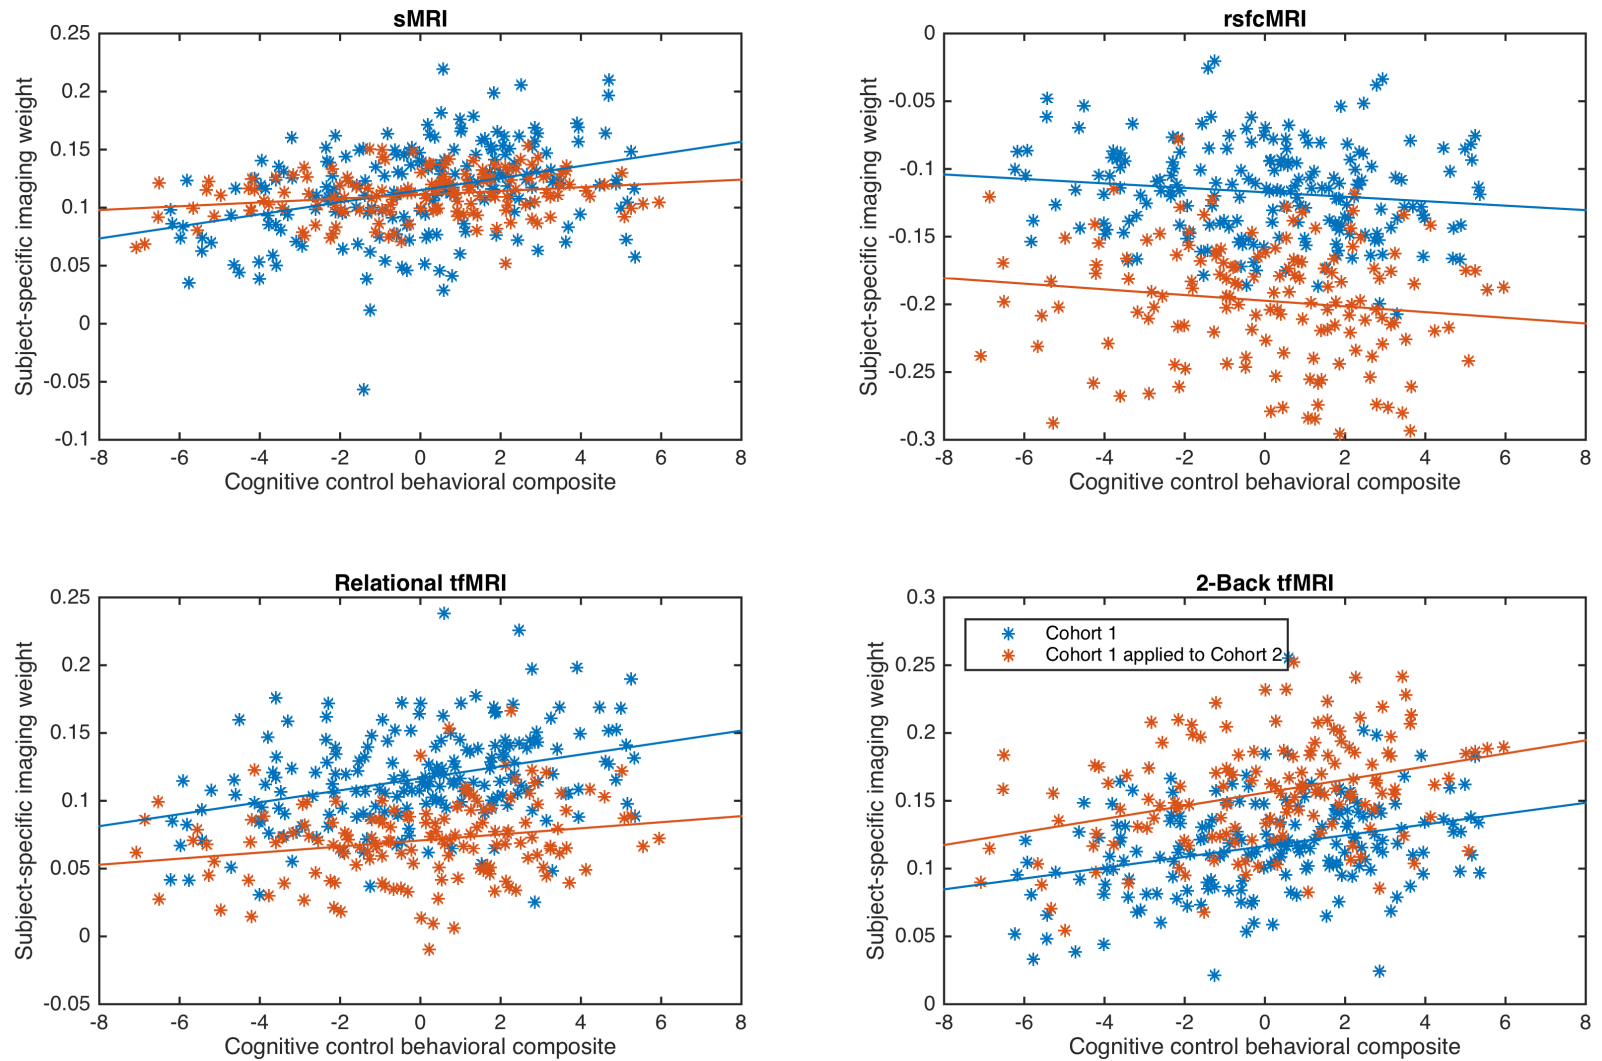 sMRI
0.25
0.2
0.15
0.1
0.05
0
-0.05
-0.1
Subject-specific imaging weight
-8 -6 -4 -2 0 2 4 6 8
Cognitive control behavioral composite
rsfcMRI
0
-0.05
-0.1
-0.15
-0.2
-0.25
-0.3
Subject-specific imaging weight
-8 -6 -4 -2 0 2 4 6 8
Cognitive control behavioral composite
Relational tfMRI
0.25
0.2
0.15
0.1
0.05
0
-0.05
Subject-specific imaging weight
-8 -6 -4 -2 0 2 4 6 8
Cognitive control behavioral composite
2-Back tfMRI
0.3
0.25
0.2
0.15
0.1
0.05
0
Subject-specific imaging weight
Cohort 1
Cohort 1 applied to Cohort 2
-8 -6 -4 -2 0 2 4 6 8
Cognitive control behavioral composite